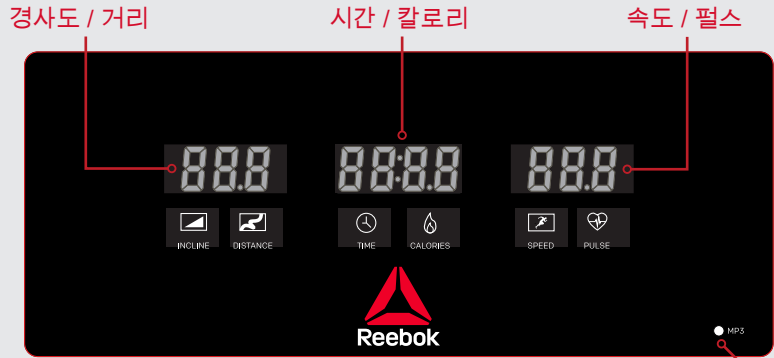 경사도 / 거리
시간 / 칼로리
속도 / 펄스
88.8
88:8.8
88.8
INCLINE
DISTANCE
TIME
CALORIES
SPEED
PULSE
Reebok
MP3